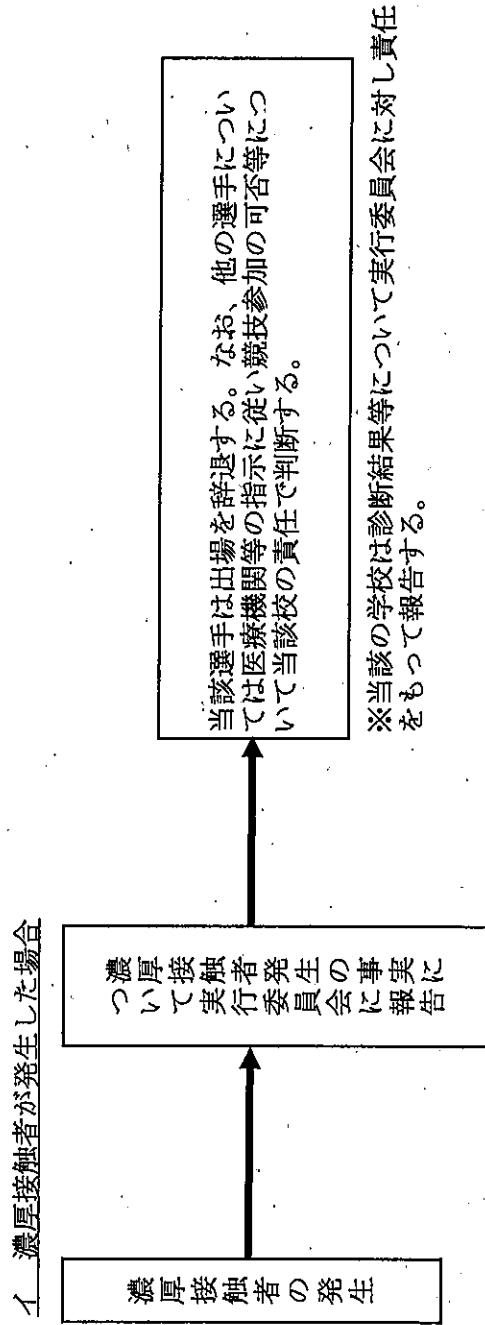 イ　濃厚接触者が発生した場合
濃厚接触者の発生
濃厚接触者発生の事実に
ついて実行委員会に報告
当該選手は出場を辞退する。なお、他の選手につい
ては医療機関等の指示に従い競技参加の可否等につ
いて当該校の責任で判断する。
※当該の学校は診断結果等について実行委員会に対し責任
をもって報告する。